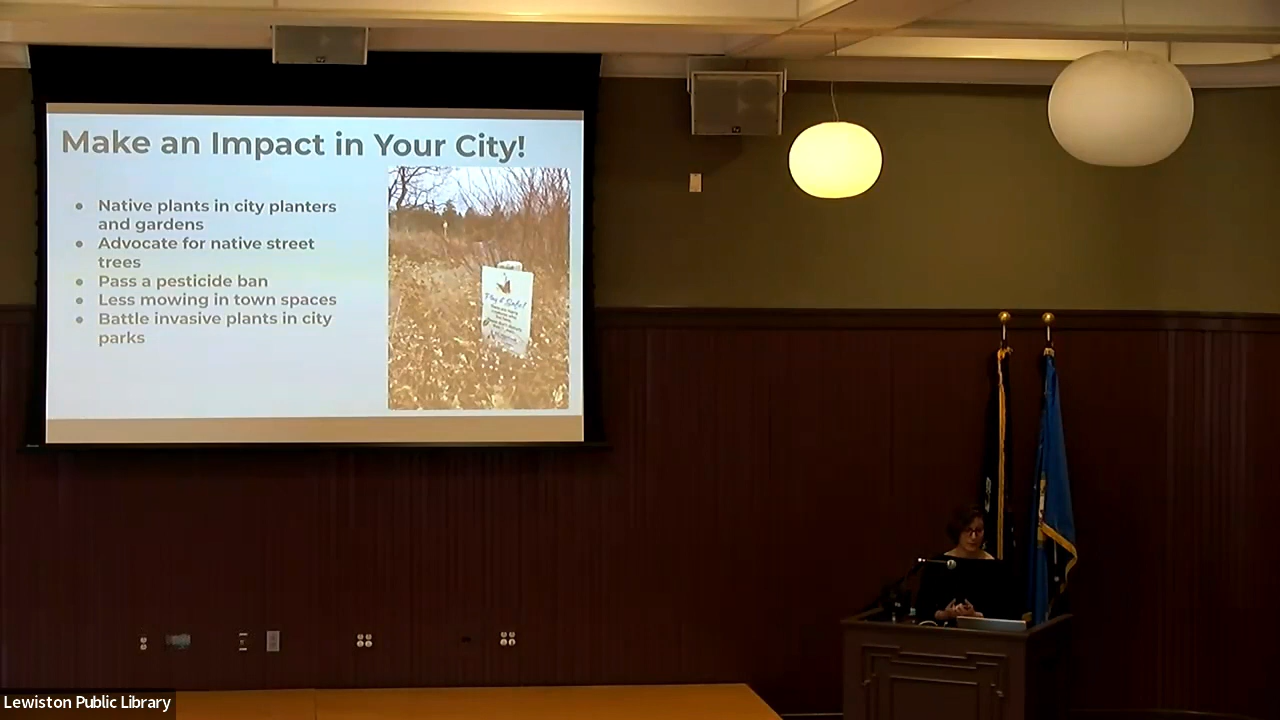 Make an Impact in Your City!
● Native plants in city planters
and gardens
● Advocate for native street
trees
● Pass a pesticide ban
● Less mowing in town spaces
● Battle invasive plants in city
parks
Play it Safe!
Lewiston Public Library